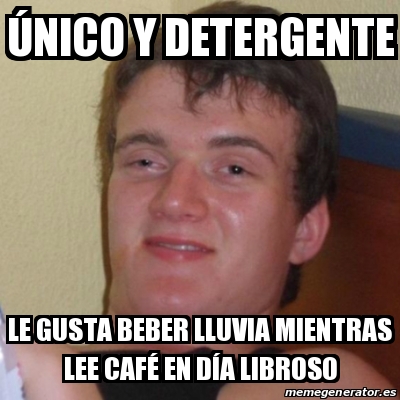 ÚNICO Y DETERGENTE
LE GUSTA BEBER LLUVIA MIENTRAS
LEE CAFÉ EN DÍA LIBROSO
memegenerator.es